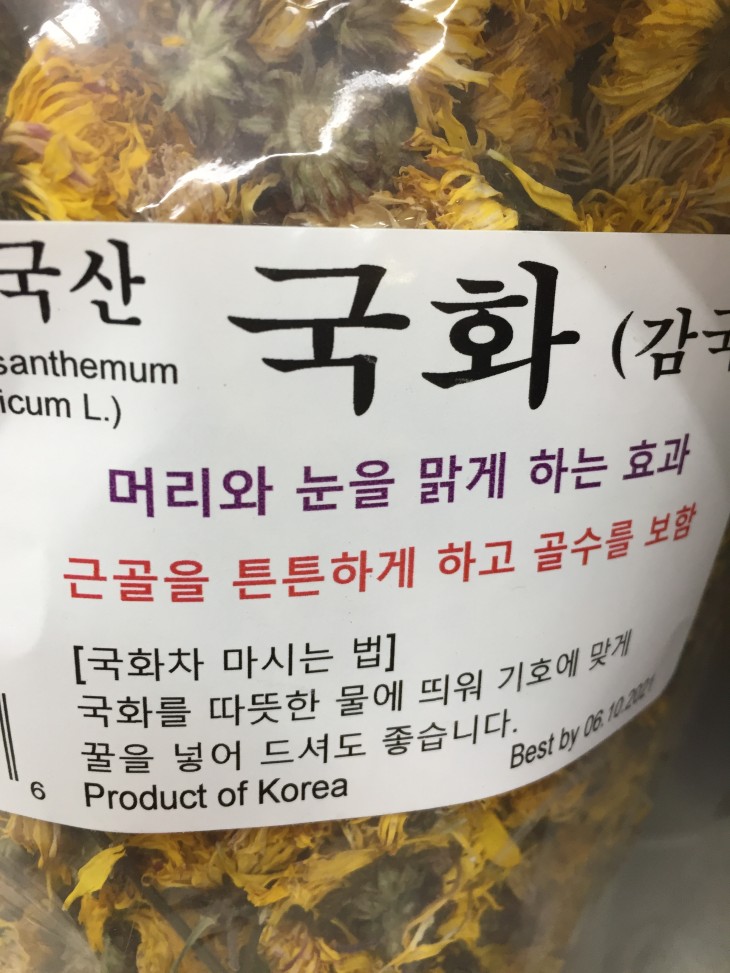 국산 국화 (감국
santhemum
icum L.)
머리와 눈을 맑게 하는 효과
근골을 튼튼하게 하고 골수를 보함
[국화차 마시는 법]
국화를 따뜻한 물에 띄워 기호에 맞게
꿀을 넣어 드셔도 좋습니다.
Best by 06.10.2021
6 Product of Korea